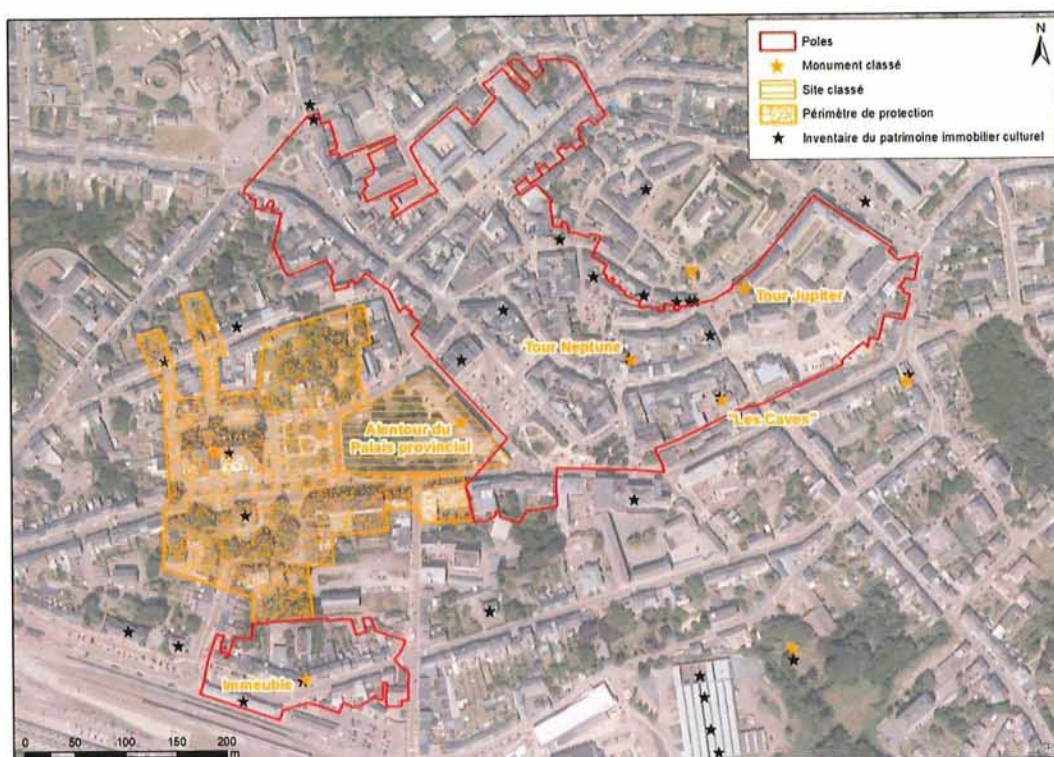 Poles
Monument classé
Site classé
Périmètre de protection
Inventaire du patrimoine immobilier culturel
N
Tour Jupiter
Tour Neptune
"Les Caves"
Alentour du
Palais provincial
Immeuble
0 50 100 150 200
m